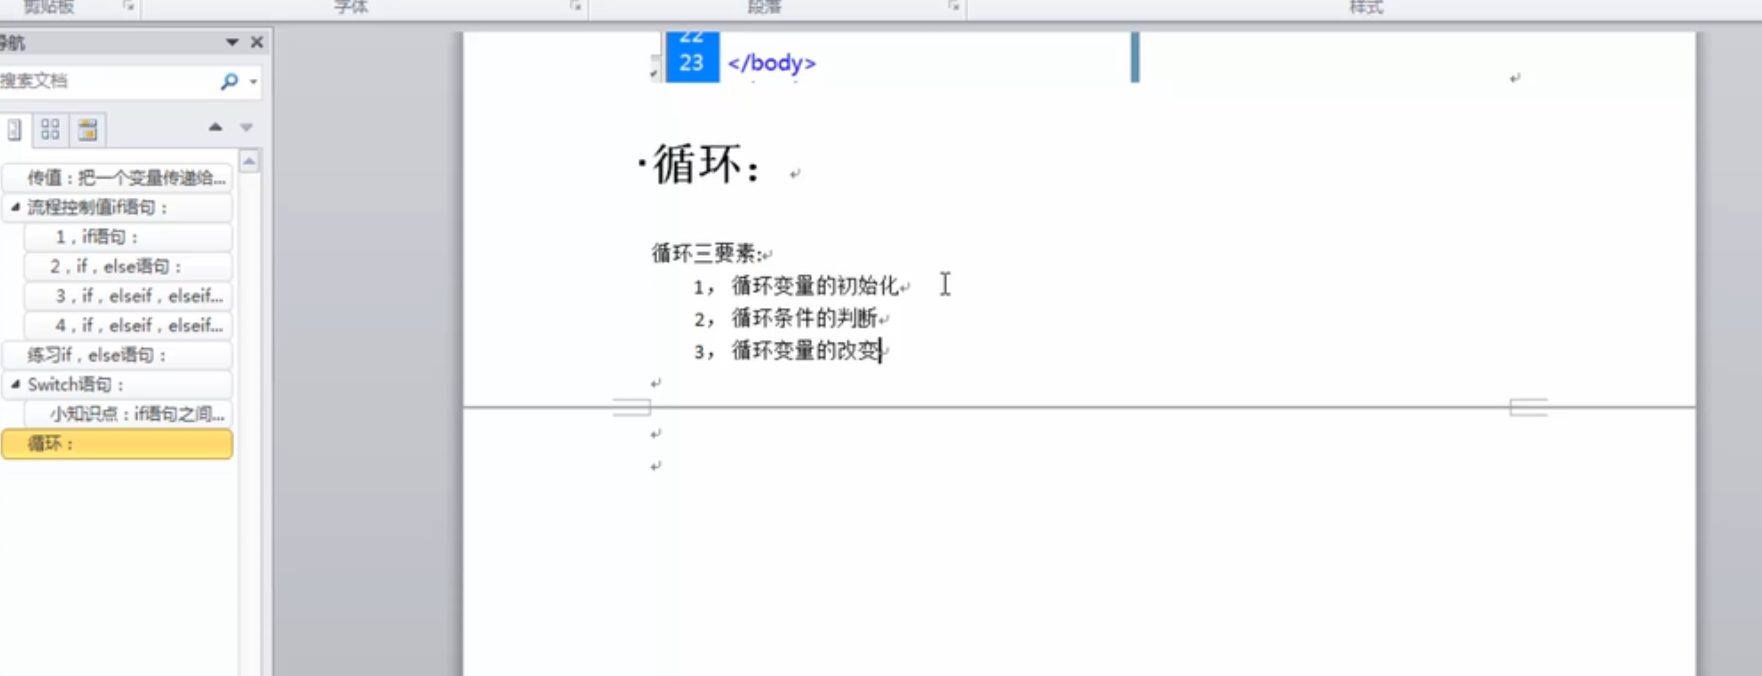 剪贴板 字体 段落 样式
导航
搜索文档
传值：把一个变量传递给...
流程控制值if语句：
1，if语句：
2，if，else语句：
3，if，elseif，elseif...
4，if，elseif，elseif...
练习if，else语句：
Switch语句：
小知识点：if语句之间...
循环：
22
23 </body>
·循环：
循环三要素:
1， 循环变量的初始化
2， 循环条件的判断
3， 循环变量的改变